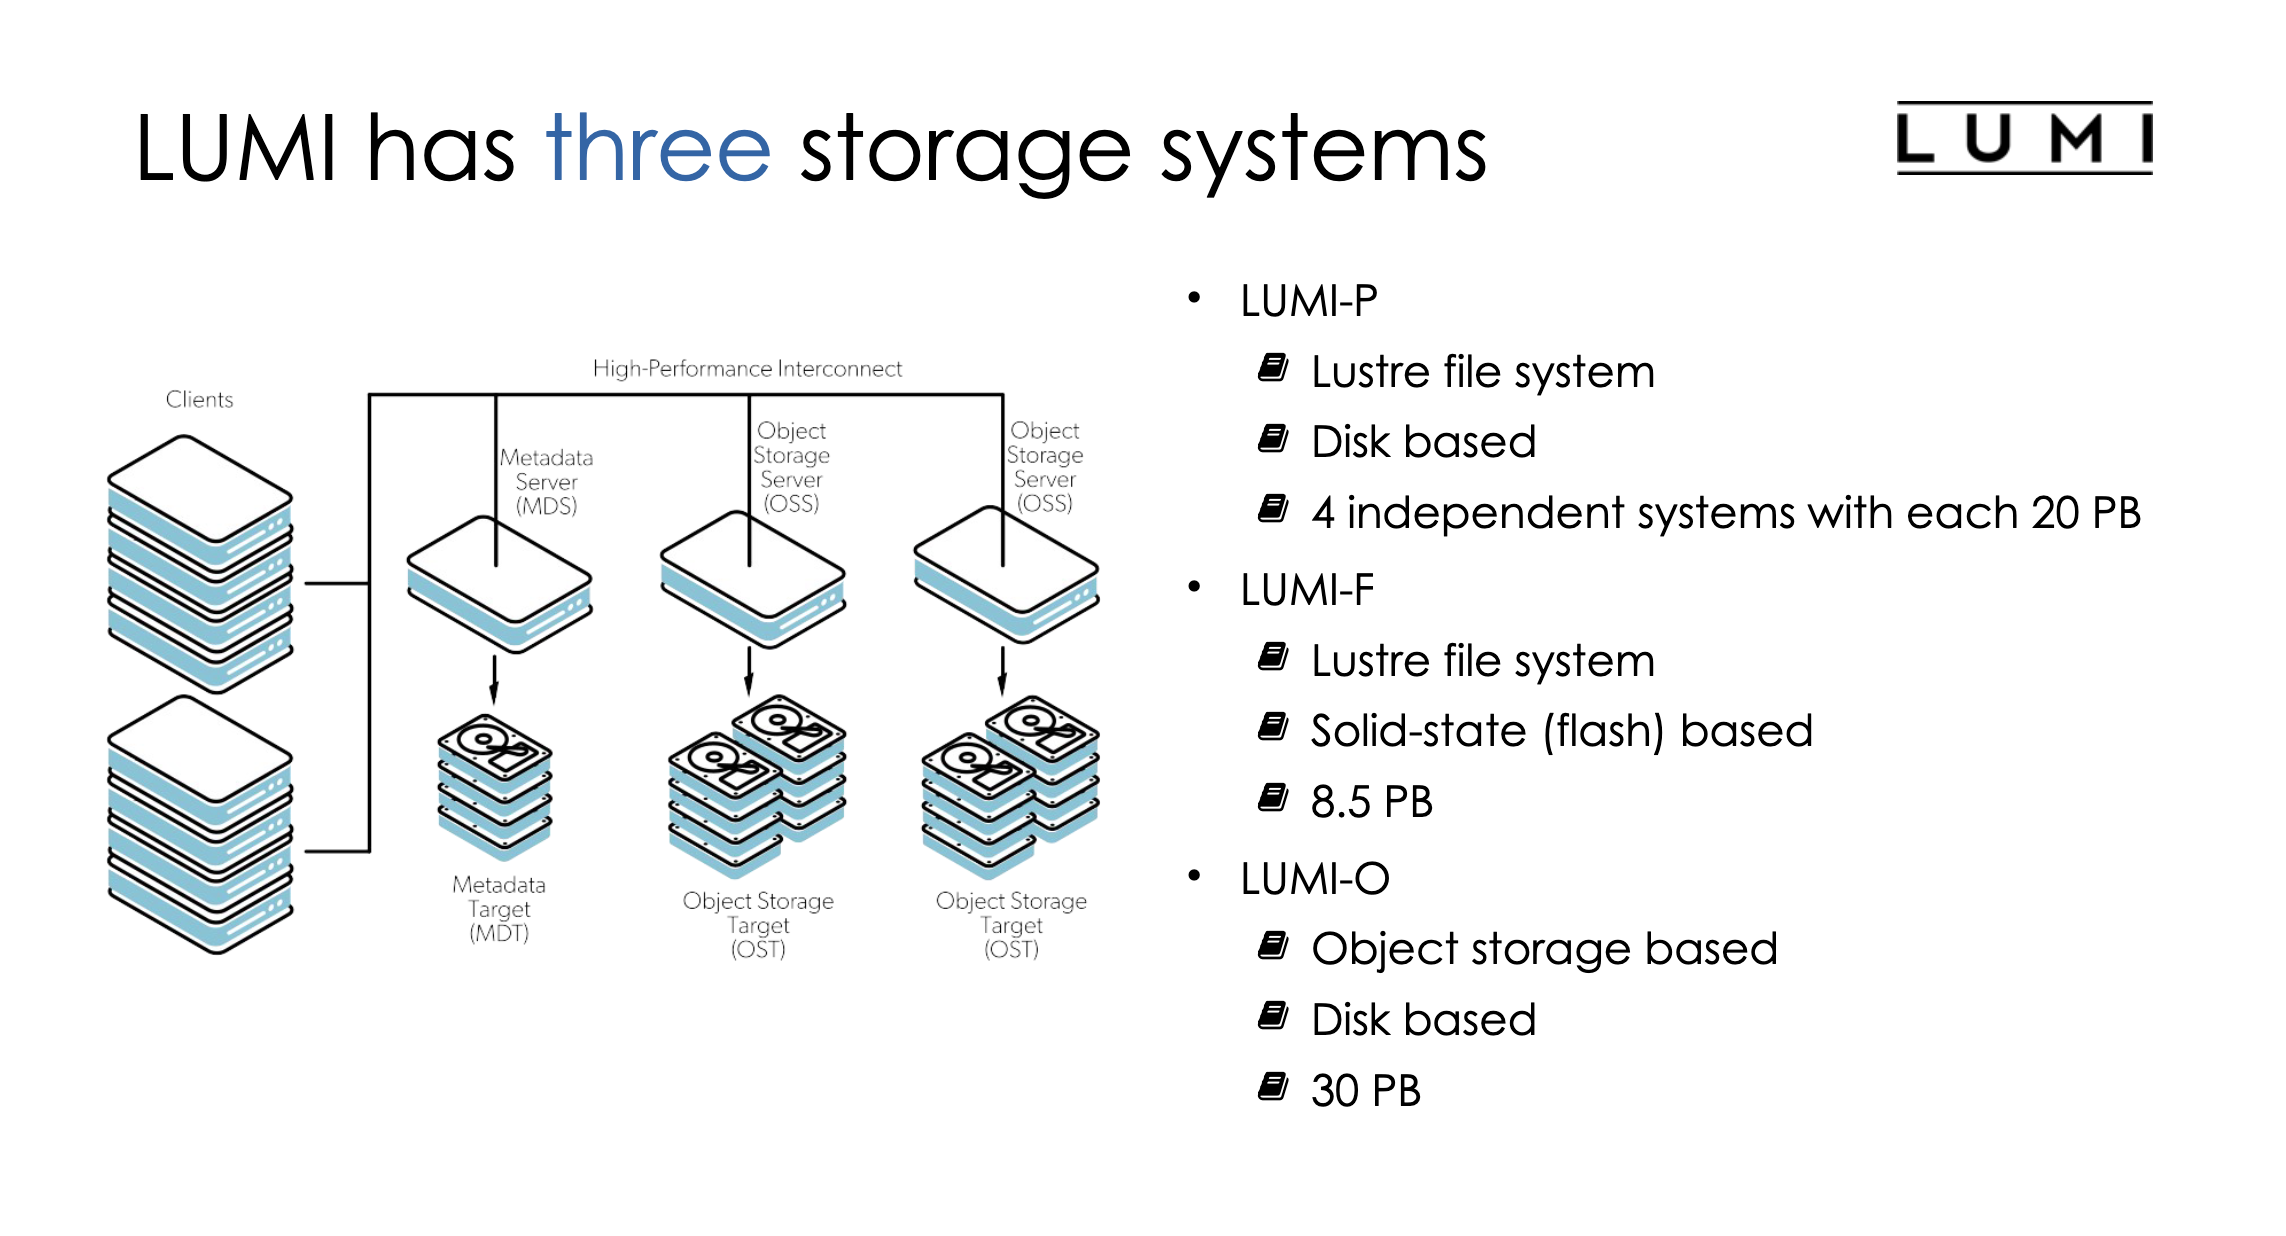 LUMI has three storage systems
LUMI
High-Performance Interconnect
Clients
Metadata
Server
(MDS)
Object
Storage
Server
(OSS)
Object
Storage
Server
(OSS)
Metadata
Target
(MDT)
Object Storage
Target
(OST)
Object Storage
Target
(OST)
• LUMI-P
Lustre file system
Disk based
4 independent systems with each 20 PB
• LUMI-F
Lustre file system
Solid-state (flash) based
8.5 PB
• LUMI-O
Object storage based
Disk based
30 PB